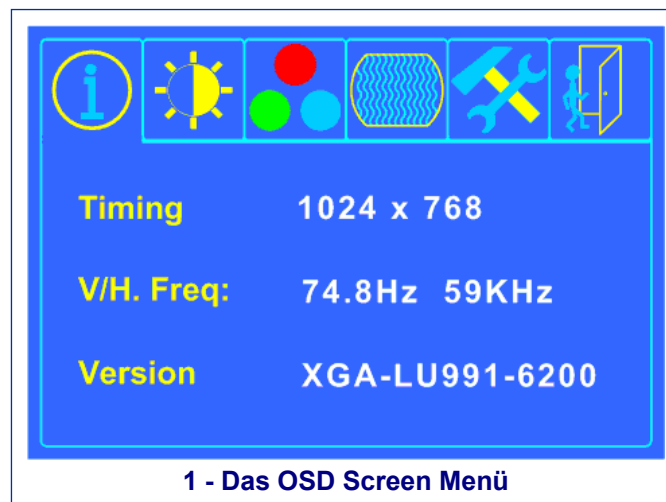 Timing 1024 x 768
V/H. Freq: 74.8Hz 59KHz
Version XGA-LU991-6200
1 - Das OSD Screen Menü